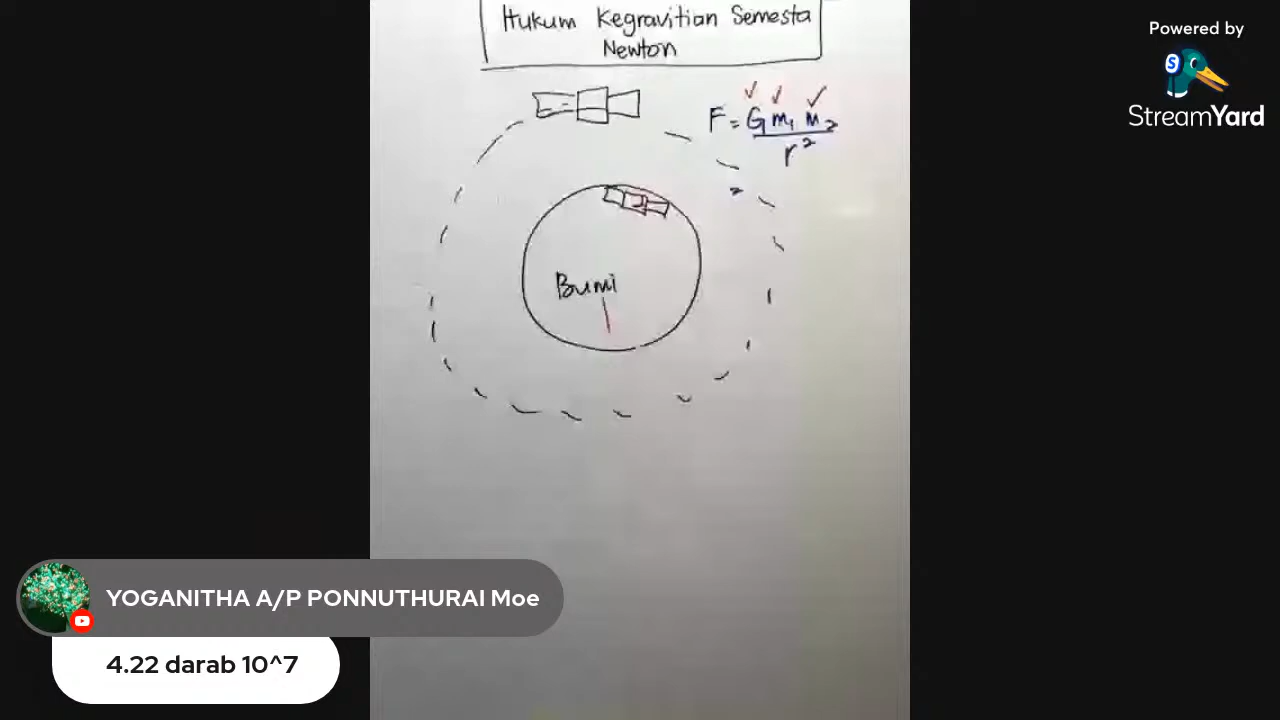 Hukum Kegravitian Semesta
Newton
F = G m₁ m₂
r²
Bumi
Powered by
S
StreamYard
YOGANITHA A/P PONNUTHURAI Moe
4.22 darab 10^7